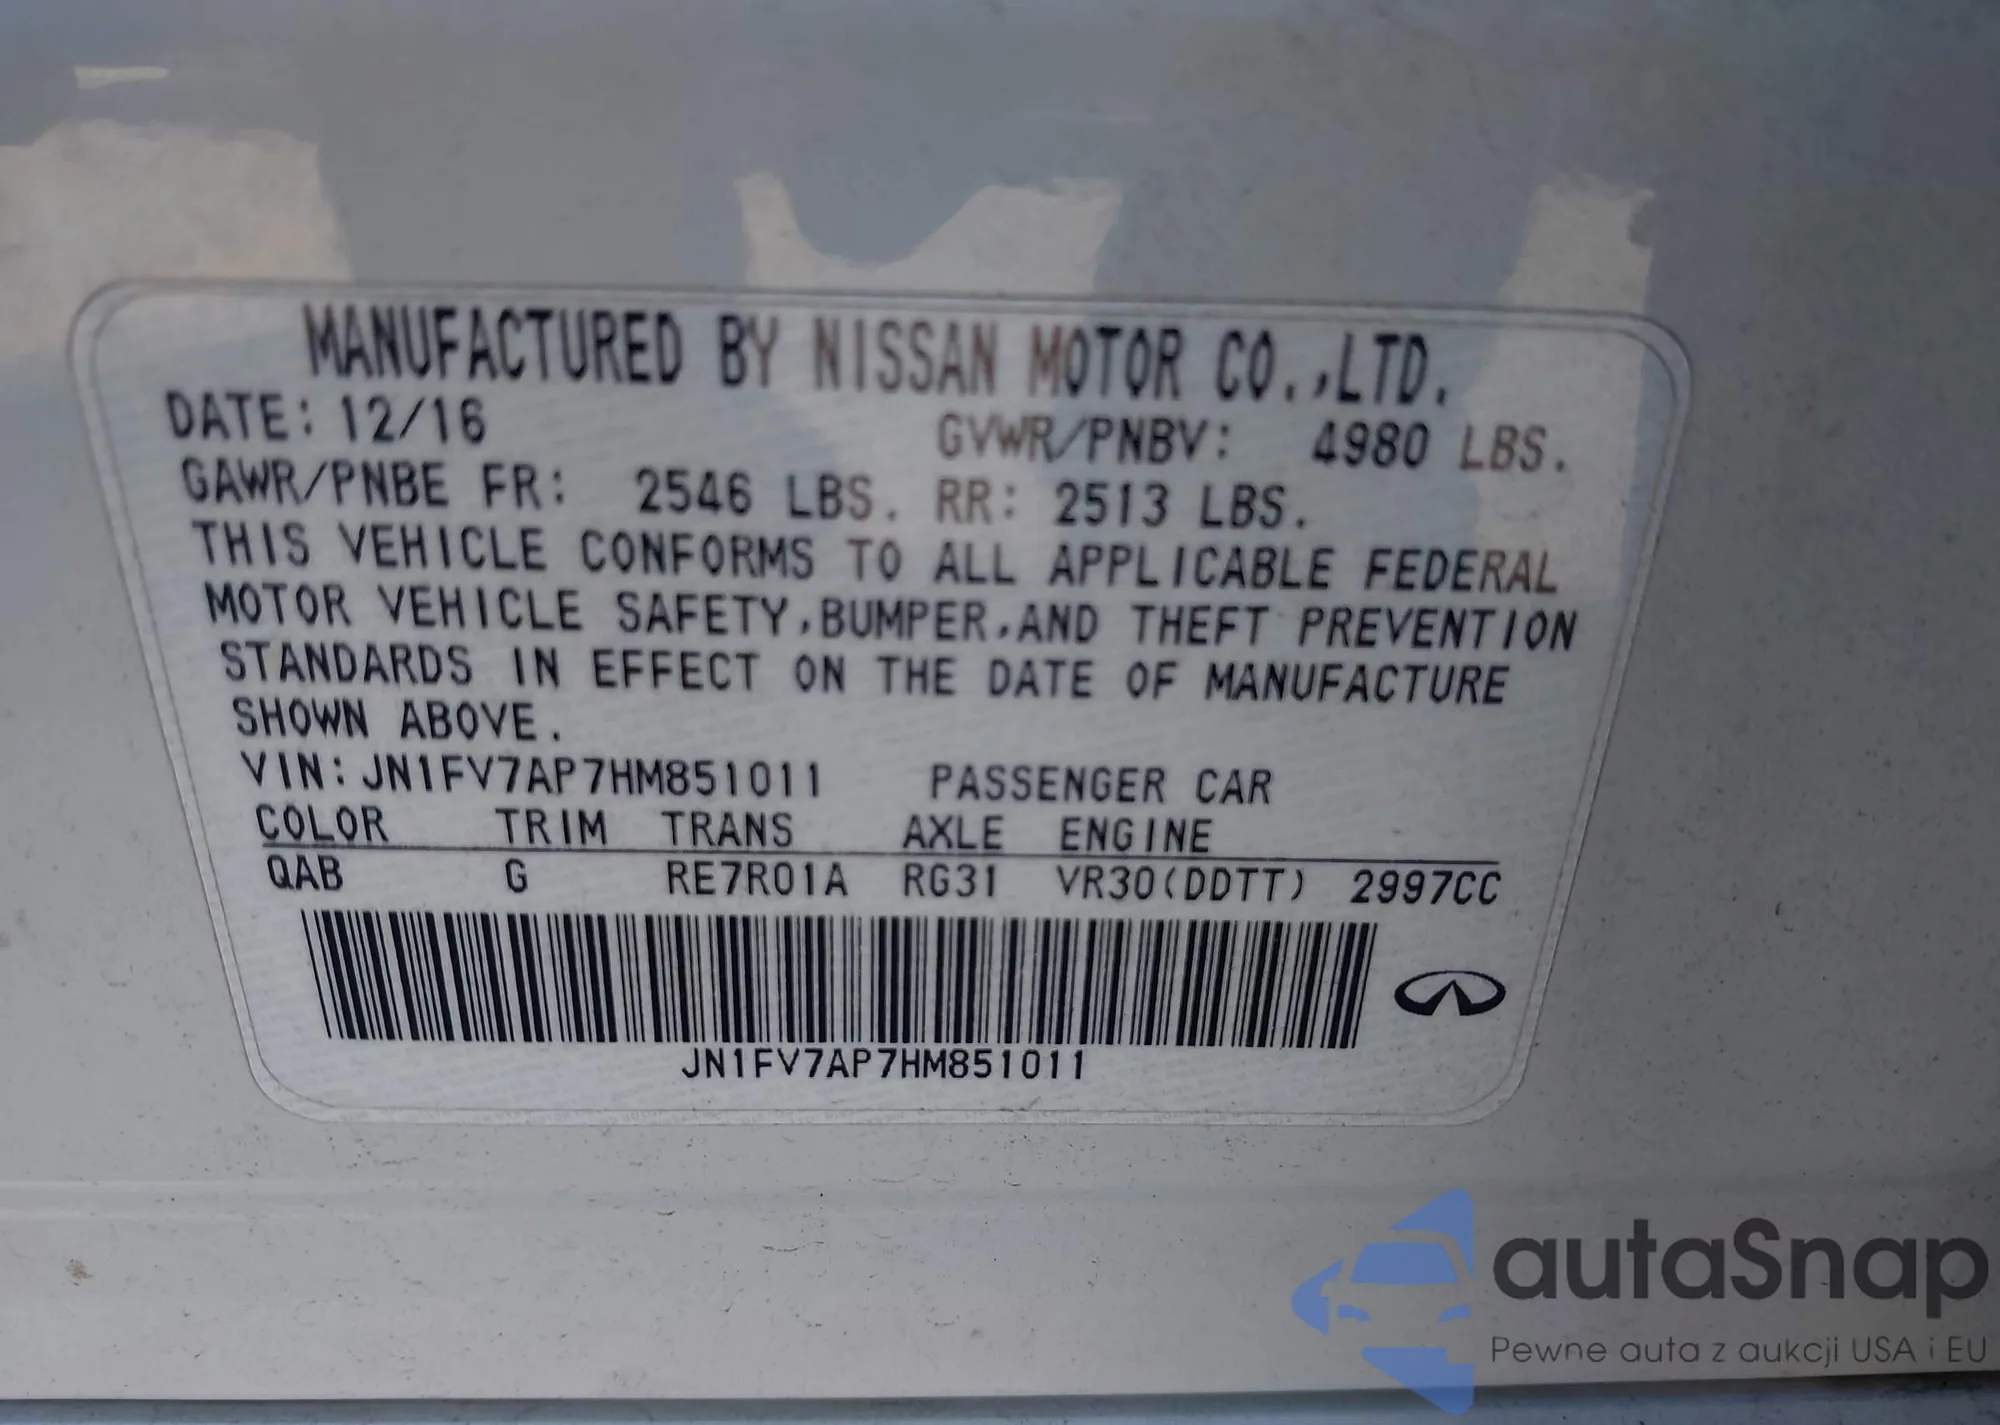 MANUFACTURED BY NISSAN MOTOR CO.,LTD.
DATE: 12/16 GVWR/PNBV: 4980 LBS.
GAWR/PNBE FR: 2546 LBS. RR: 2513 LBS.
THIS VEHICLE CONFORMS TO ALL APPLICABLE FEDERAL
MOTOR VEHICLE SAFETY,BUMPER,AND THEFT PREVENTION
STANDARDS IN EFFECT ON THE DATE OF MANUFACTURE
SHOWN ABOVE.
VIN: JN1FV7AP7HM851011 PASSENGER CAR
COLOR TRIM TRANS AXLE ENGINE
QAB G RE7R01A RG31 VR30(DDTT) 2997CC
JN1FV7AP7HM851011
autaSnap
Pewne auta z aukcji USA i EU